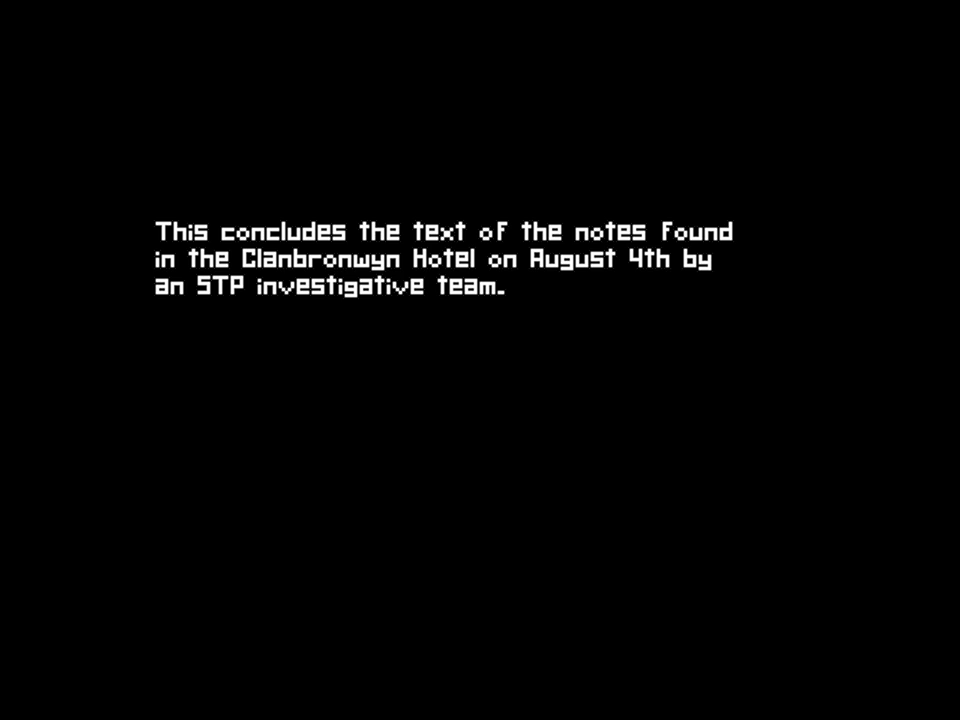 This concludes the text of the notes found
in the Clanbronwyn Hotel on August 4th by
an STP investigative team.